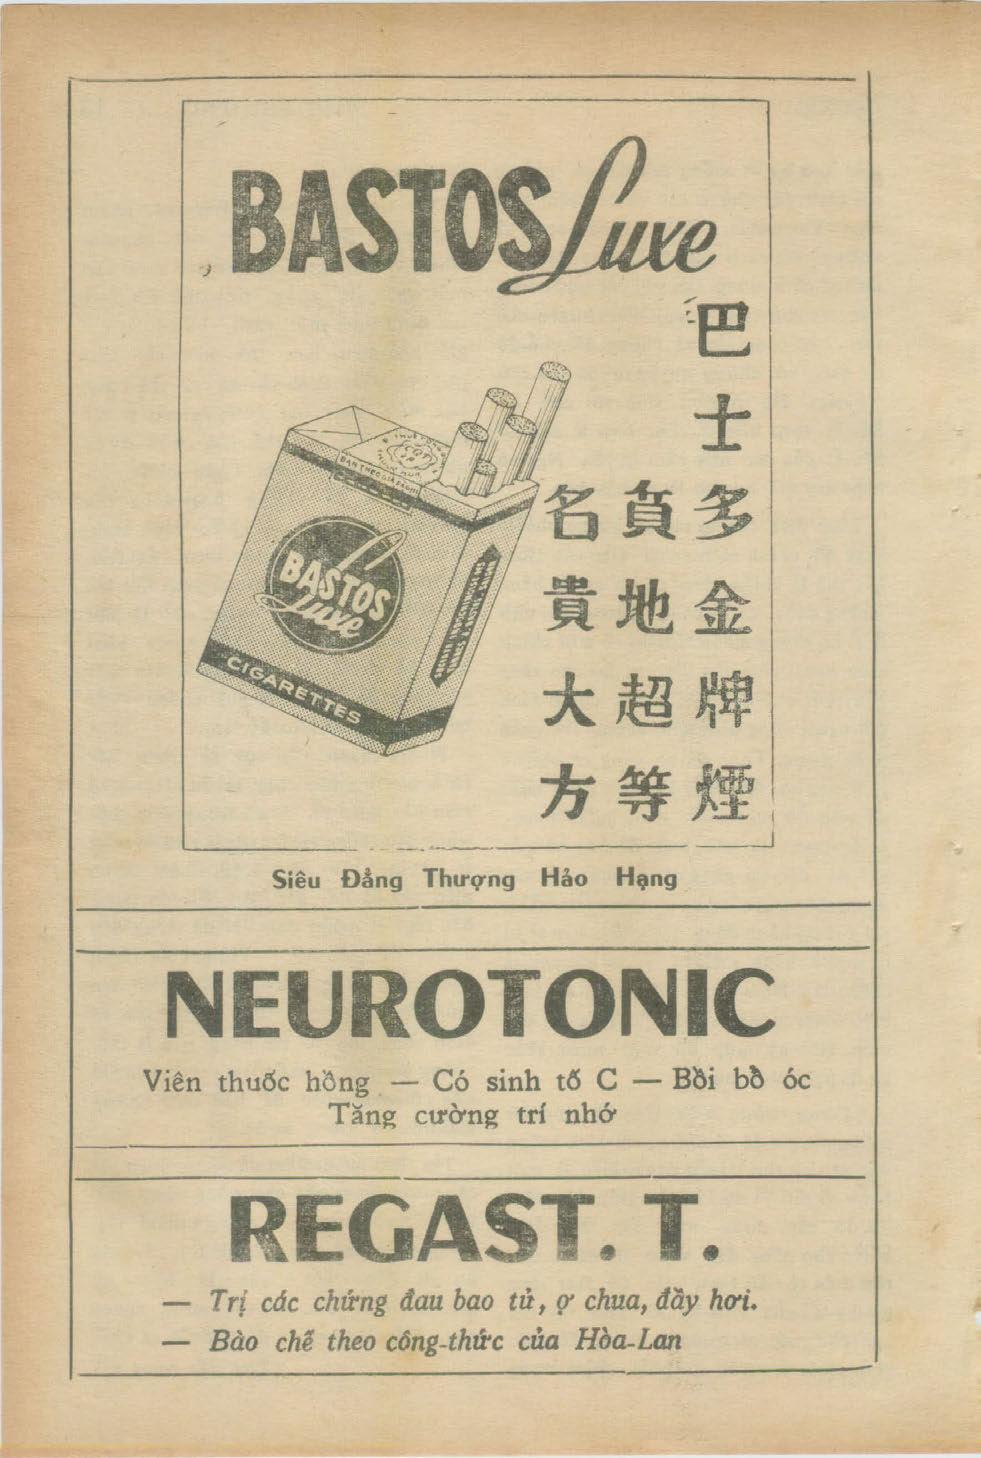 BASTOS Luxe
巴士多金牌煙
質地超等
名貴大方
BASTOS
Luxe
CIGARETTES
Siêu Đẳng Thượng Hảo Hạng
NEUROTONIC
Viên thuốc hồng — Có sinh tố C — Bồi bổ óc
Tăng cường trí nhớ
REGAST. T.
— Trị các chứng đau bao tử, ợ chua, đầy hơi.
— Bào chế theo công-thức của Hòa-Lan